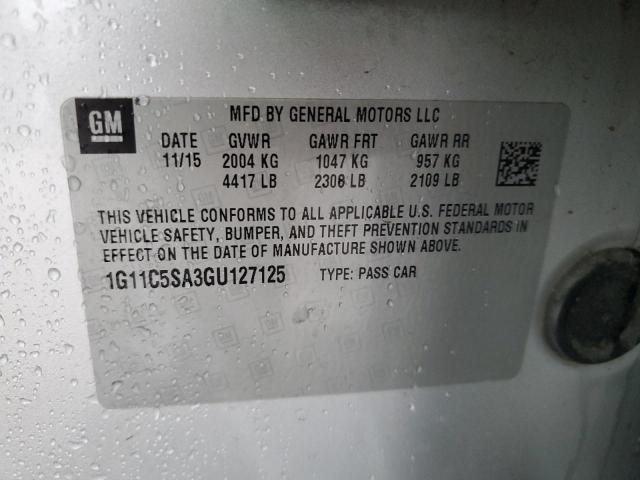 GM
MFD BY GENERAL MOTORS LLC
DATE GVWR GAWR FRT GAWR RR
11/15 2004 KG 1047 KG 957 KG
4417 LB 2308 LB 2109 LB
THIS VEHICLE CONFORMS TO ALL APPLICABLE U.S. FEDERAL MOTOR
VEHICLE SAFETY, BUMPER, AND THEFT PREVENTION STANDARDS IN
EFFECT ON THE DATE OF MANUFACTURE SHOWN ABOVE.
1G11C5SA3GU127125 TYPE: PASS CAR